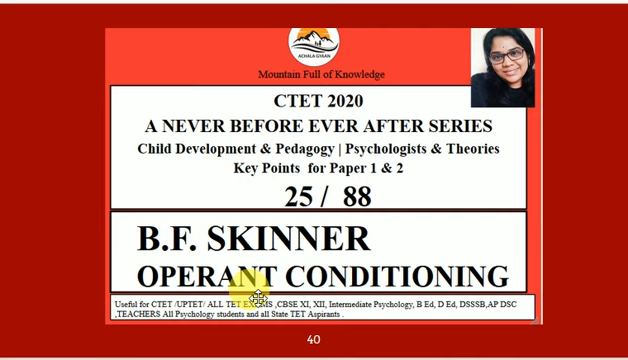 ACHALA GYAAN
Mountain Full of Knowledge
CTET 2020
A NEVER BEFORE EVER AFTER SERIES
Child Development & Pedagogy | Psychologists & Theories
Key Points for Paper 1 & 2
25 / 88
B.F. SKINNER
OPERANT CONDITIONING
Useful for CTET /UPTET/ ALL TET EXAMS ,CBSE XI, XII, Intermediate Psychology, B Ed, D Ed, DSSSB,AP DSC
,TEACHERS All Psychology students and all State TET Aspirants .
40